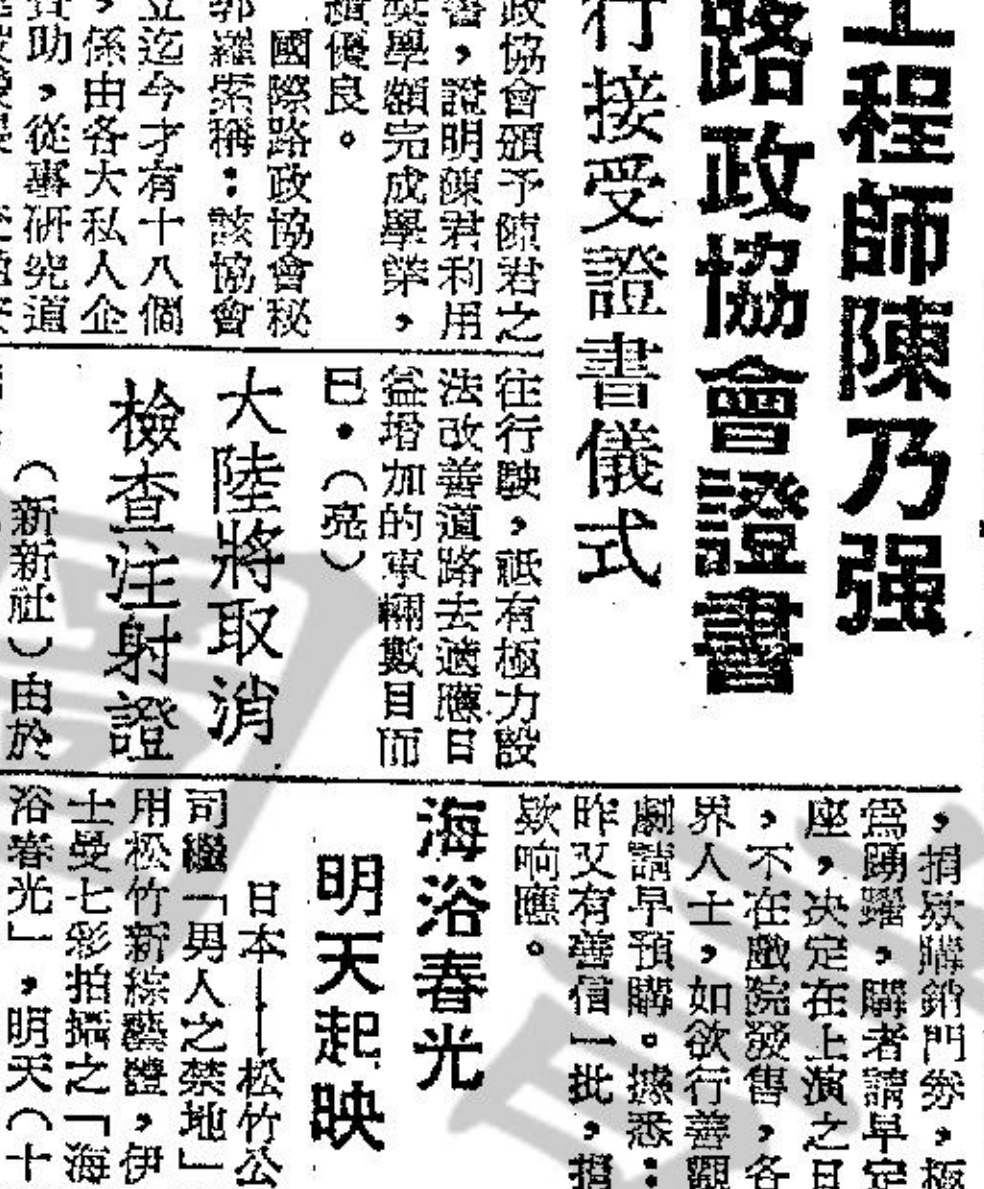 工程師陳乃强
路政協會證書
行接受證書儀式
政協會頒予陳君之
書，證明陳君利用
獎學額完成學業，
績優良。
國際路政協會秘
郭羅索稱：該協會
立迄今才有十八個
，係由各大私人企
助，從事研究道
往行駛，祗有極力設
法改善道路去適應日
益增加的車輛數目而
已。（亮）
大陸將取消
檢查注射證
（新新社）由於
，捐欵購銷門券，極
爲踴躍，購者請早定
座，决定在上演之日
，不在戲院發售，各
界人士，如欲行善觀
劇請早預購。據悉：
昨又有善信一批，捐
欵响應。
海浴春光
明天起映
日本——松竹公
司繼「男人之禁地」
用松竹新綜藝體，伊
士曼七彩拍攝之「海
浴春光」，明天（十